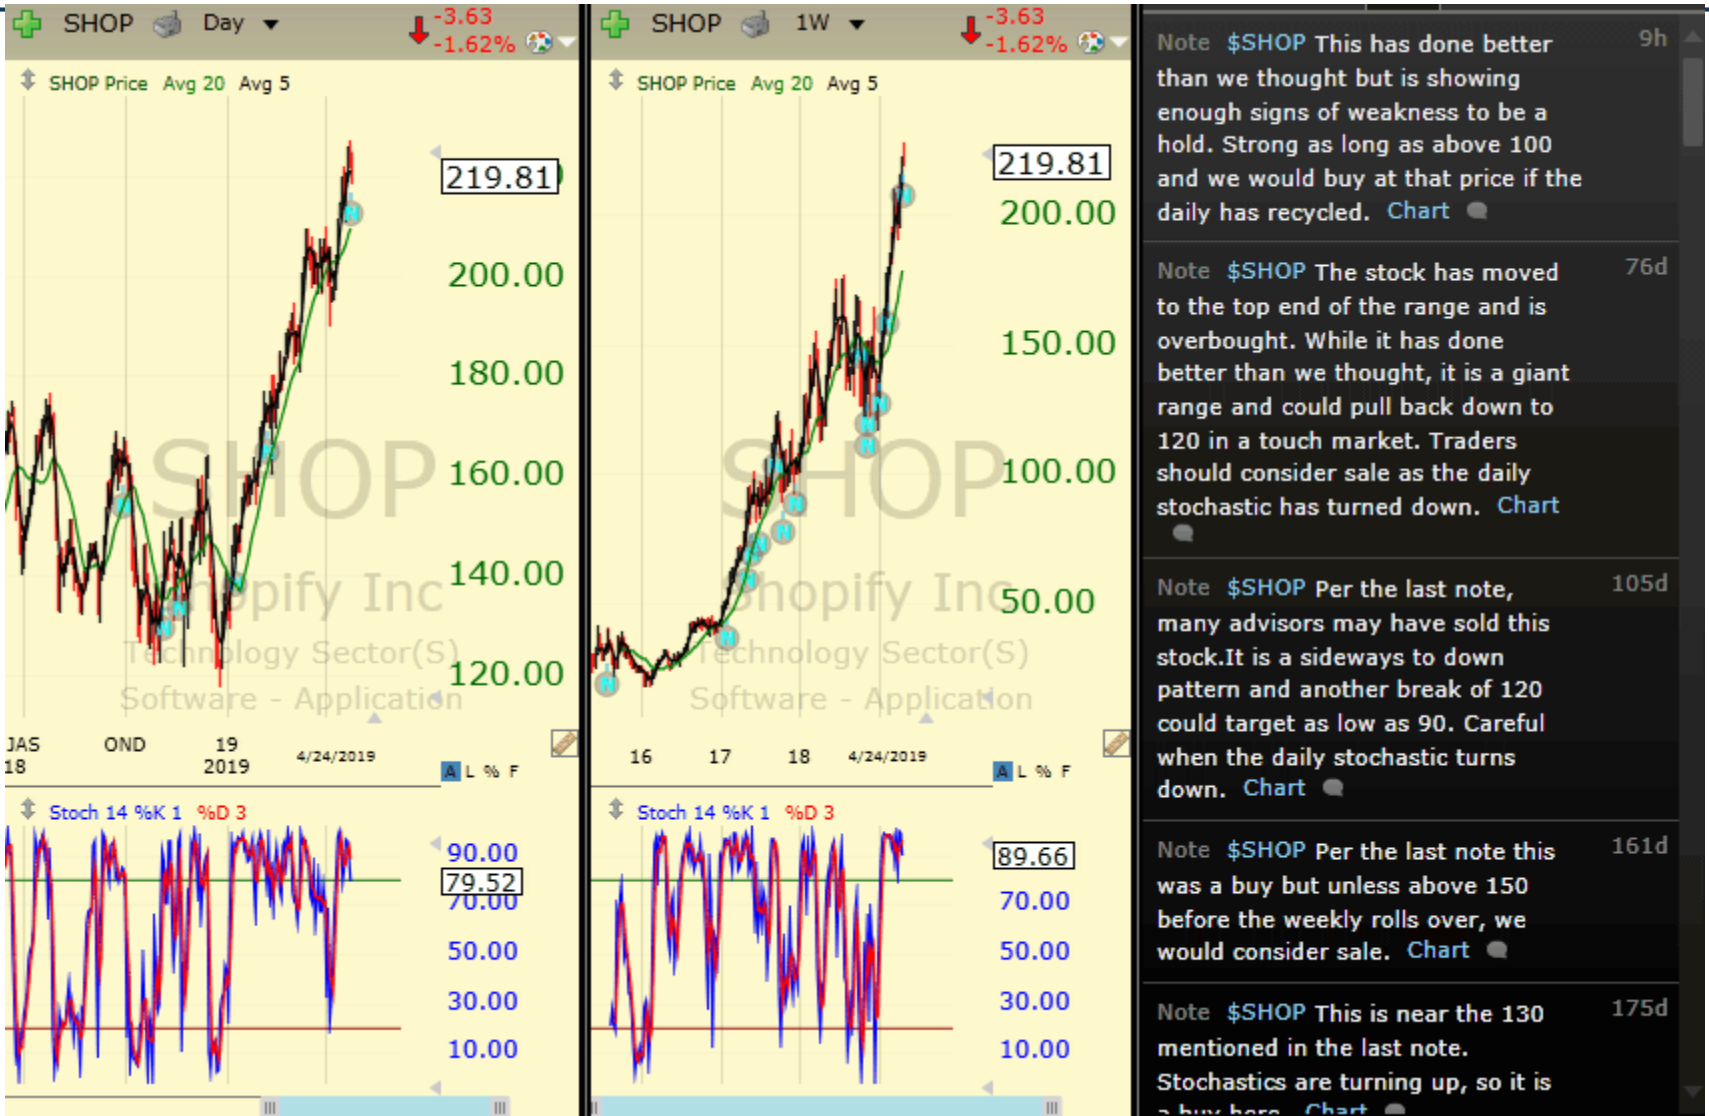 SHOP Day
-3.63
-1.62%
SHOP Price Avg 20 Avg 5
219.81
200.00
180.00
160.00
140.00
120.00
SHOP
Shopify Inc
Technology Sector(S)
Software - Application
JAS OND 19 4/24/2019
18 2019
A L % F
Stoch 14 %K 1 %D 3
90.00
79.52
70.00
50.00
30.00
10.00
SHOP 1W
-3.63
-1.62%
SHOP Price Avg 20 Avg 5
219.81
200.00
150.00
100.00
50.00
SHOP
Shopify Inc
Technology Sector(S)
Software - Application
16 17 18 4/24/2019
A L % F
Stoch 14 %K 1 %D 3
89.66
70.00
50.00
30.00
10.00
Note $SHOP This has done better 9h
than we thought but is showing
enough signs of weakness to be a
hold. Strong as long as above 100
and we would buy at that price if the
daily has recycled. Chart
Note $SHOP The stock has moved 76d
to the top end of the range and is
overbought. While it has done
better than we thought, it is a giant
range and could pull back down to
120 in a touch market. Traders
should consider sale as the daily
stochastic has turned down. Chart
Note $SHOP Per the last note, 105d
many advisors may have sold this
stock.It is a sideways to down
pattern and another break of 120
could target as low as 90. Careful
when the daily stochastic turns
down. Chart
Note $SHOP Per the last note this 161d
was a buy but unless above 150
before the weekly rolls over, we
would consider sale. Chart
Note $SHOP This is near the 130 175d
mentioned in the last note.
Stochastics are turning up, so it is
a buy here. Chart